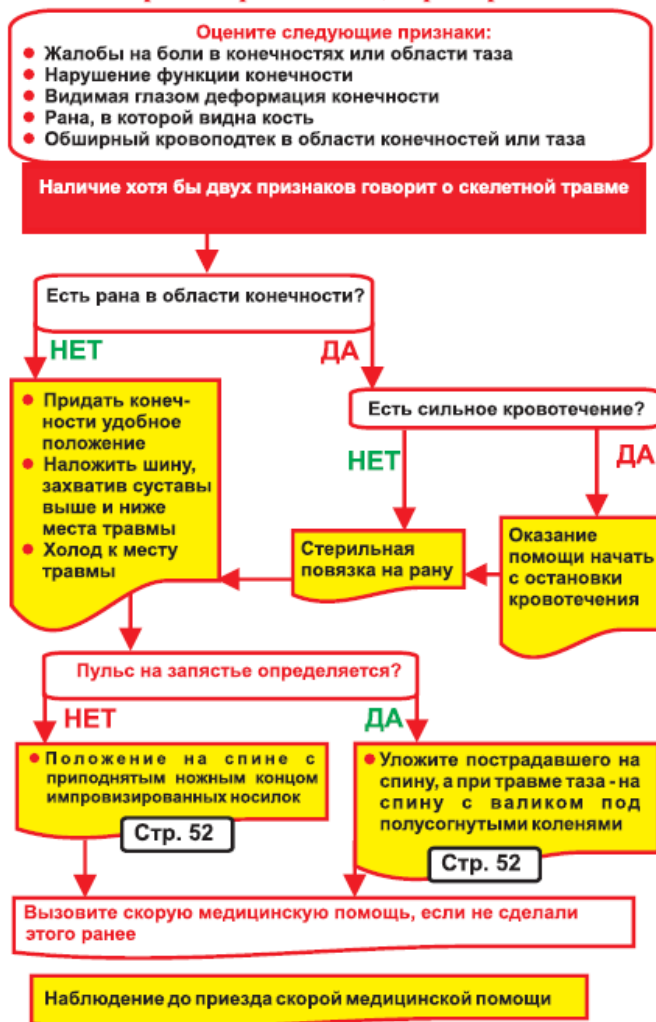 Оцените следующие признаки:
● Жалобы на боли в конечностях или области таза
● Нарушение функции конечности
● Видимая глазом деформация конечности
● Рана, в которой видна кость
● Обширный кровоподтек в области конечностей или таза
Наличие хотя бы двух признаков говорит о скелетной травме
Есть рана в области конечности?
НЕТ
ДА
● Придать конеч-
ности удобное
положение
● Наложить шину,
захватив суставы
выше и ниже
места травмы
● Холод к месту
травмы
Есть сильное кровотечение?
НЕТ
ДА
Стерильная
повязка на рану
Оказание
помощи начать
с остановки
кровотечения
Пульс на запястье определяется?
НЕТ
ДА
● Положение на спине с
приподнятым ножным концом
импровизированных носилок
Стр. 52
● Уложите пострадавшего на
спину, а при травме таза - на
спину с валиком под
полусогнутыми коленями
Стр. 52
Вызовите скорую медицинскую помощь, если не сделали
этого ранее
Наблюдение до приезда скорой медицинской помощи